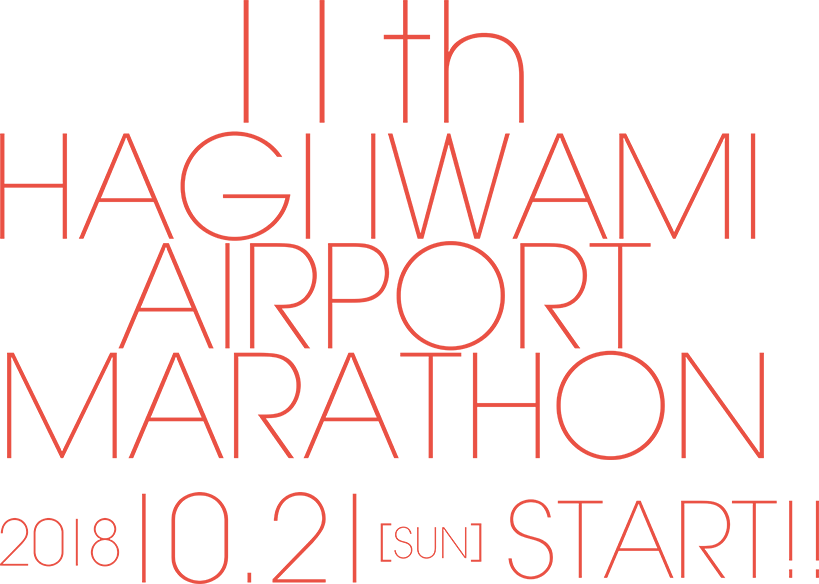 11th
HAGI IWAMI
AIRPORT
MARATHON
2018 10.21 [SUN] START!!